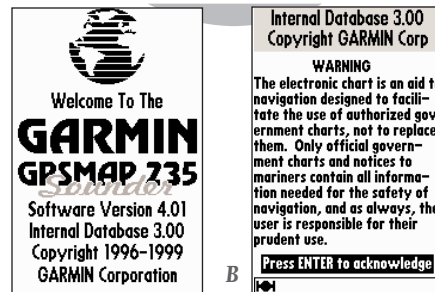 Welcome To The
GARMIN
GPSMAP 235
Sounder
Software Version 4.01
Internal Database 3.00
Copyright 1996-1999
GARMIN Corporation
B
Internal Database 3.00
Copyright GARMIN Corp
WARNING
The electronic chart is an aid t
navigation designed to facili-
tate the use of authorized gov
ernment charts, not to replace
them. Only official govern-
ment charts and notices to
mariners contain all informa-
tion needed for the safety of
navigation, and as always, the
user is responsible for their
prudent use.
Press ENTER to acknowledge